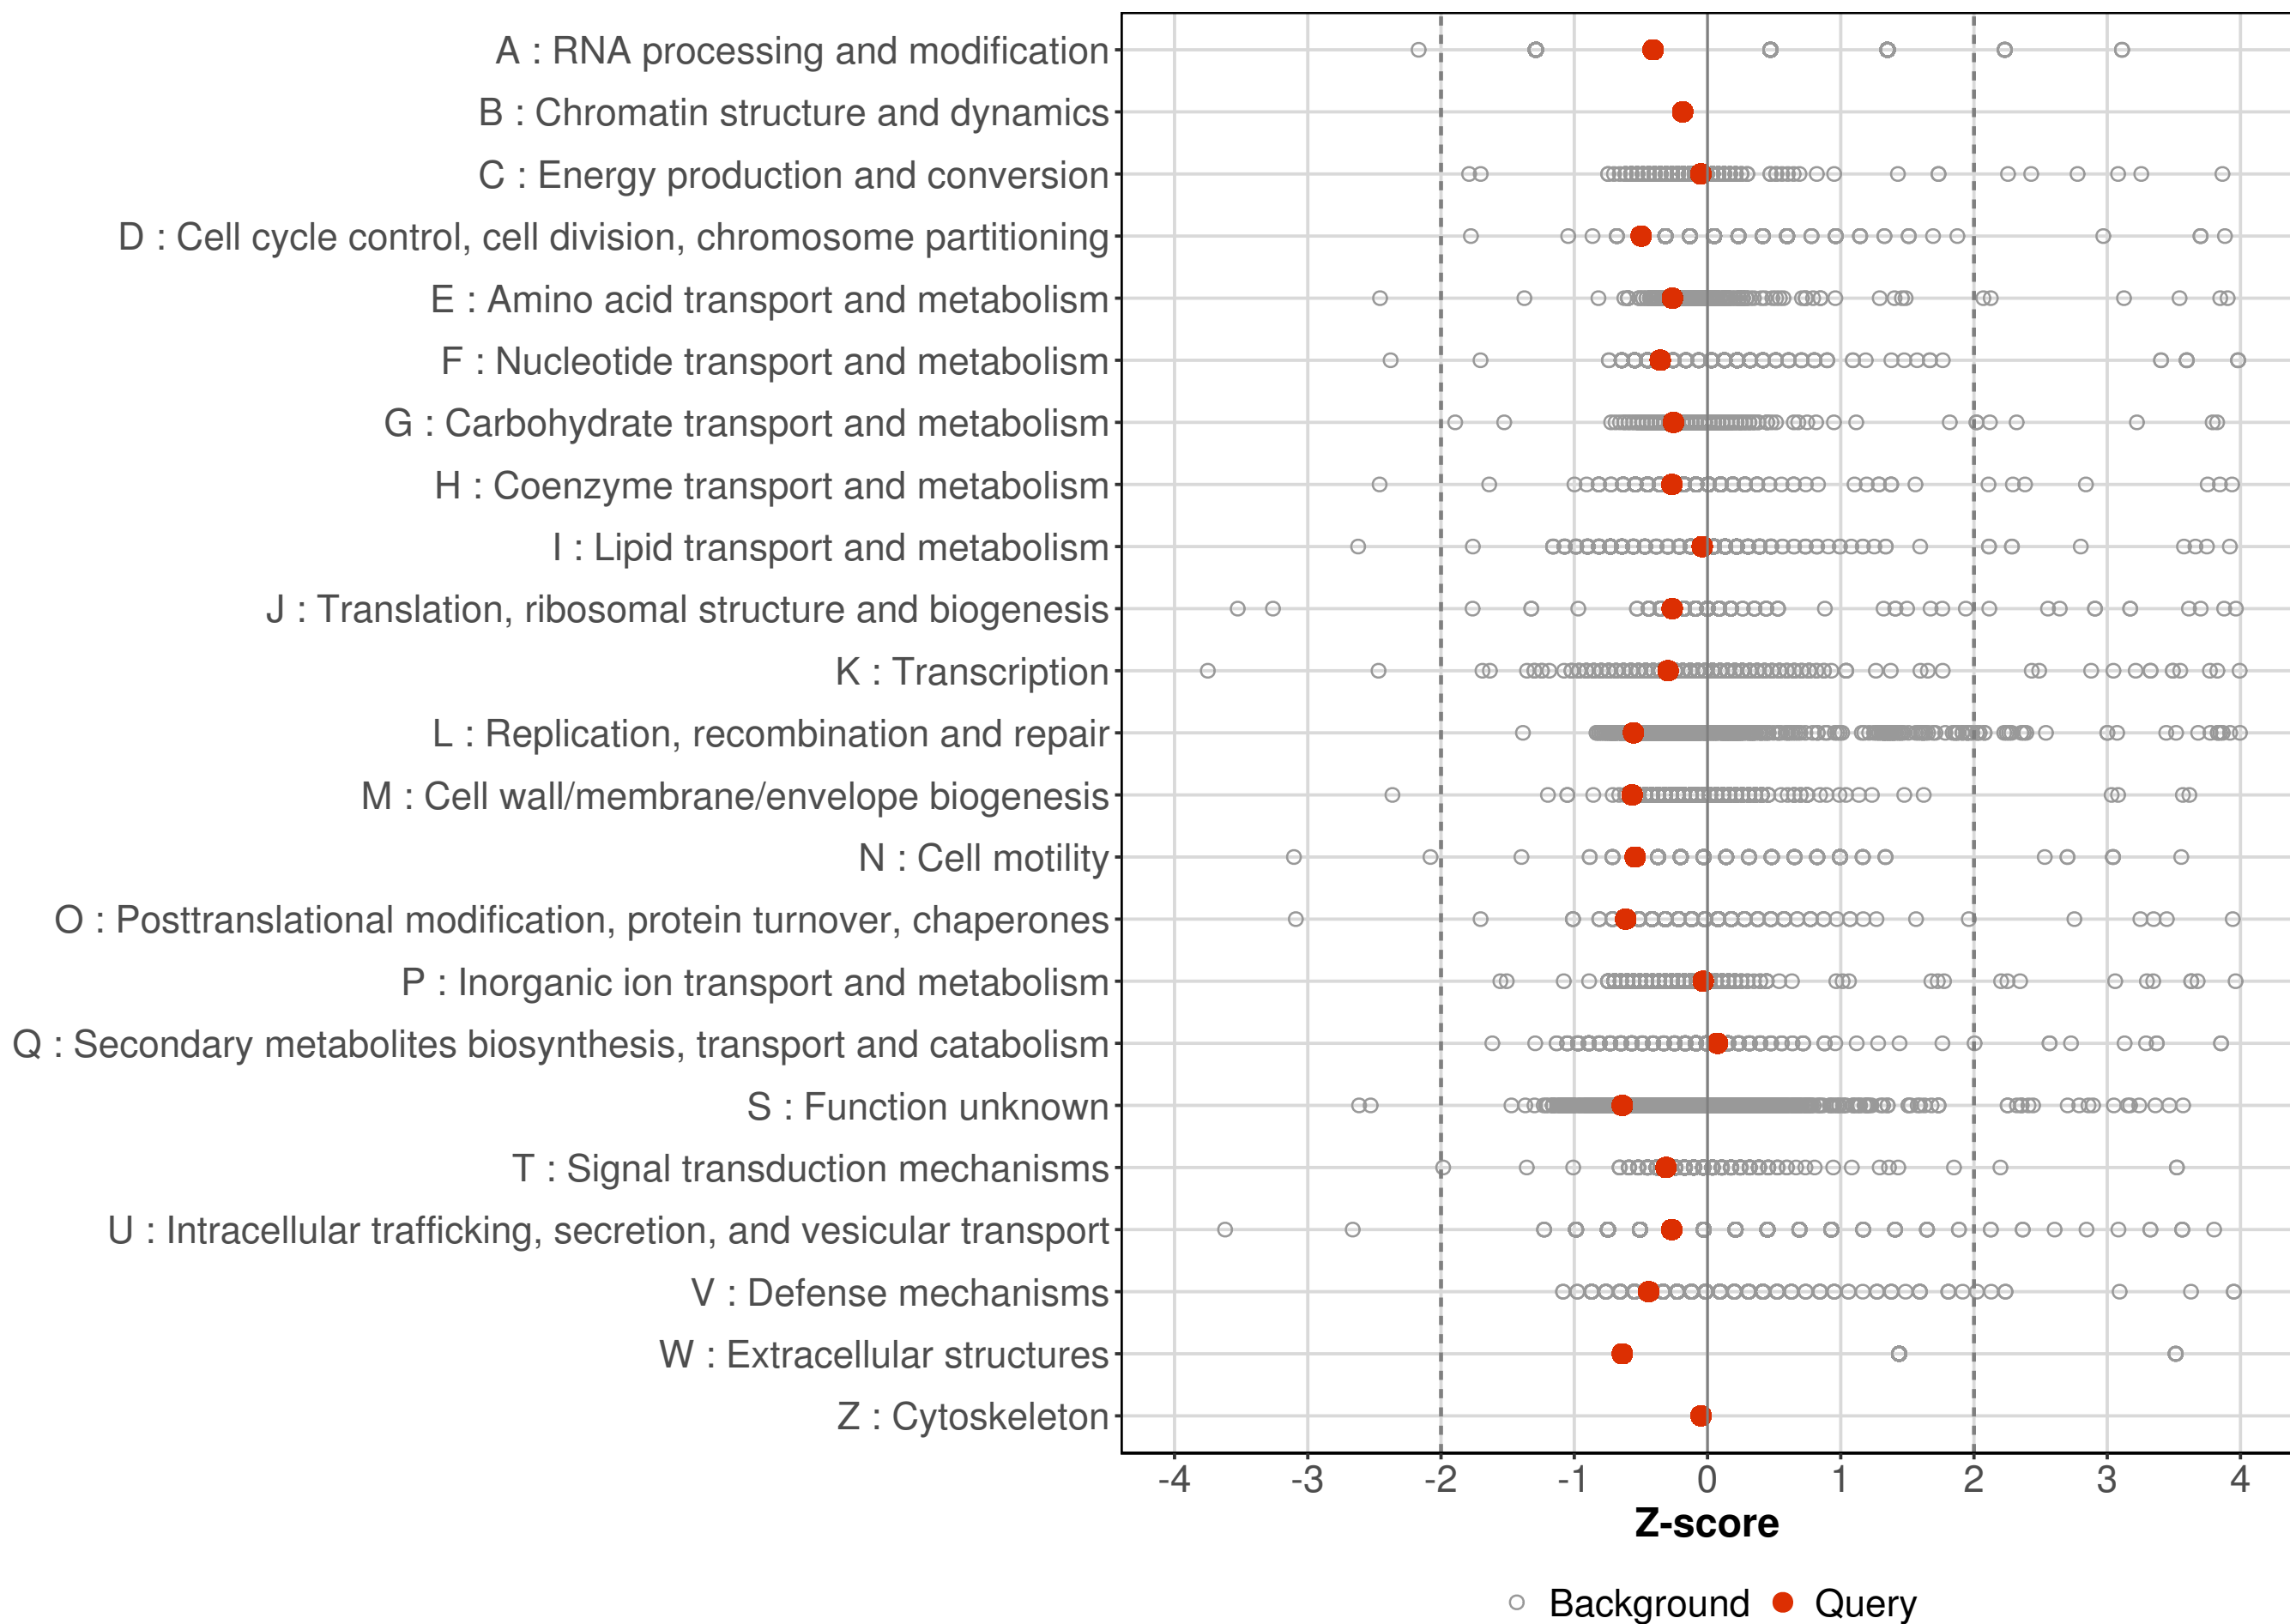 A : RNA processing and modification
B : Chromatin structure and dynamics
C : Energy production and conversion
D : Cell cycle control, cell division, chromosome partitioning
E : Amino acid transport and metabolism
F : Nucleotide transport and metabolism
G : Carbohydrate transport and metabolism
H : Coenzyme transport and metabolism
I : Lipid transport and metabolism
J : Translation, ribosomal structure and biogenesis
K : Transcription
L : Replication, recombination and repair
M : Cell wall/membrane/envelope biogenesis
N : Cell motility
O : Posttranslational modification, protein turnover, chaperones
P : Inorganic ion transport and metabolism
Q : Secondary metabolites biosynthesis, transport and catabolism
S : Function unknown
T : Signal transduction mechanisms
U : Intracellular trafficking, secretion, and vesicular transport
V : Defense mechanisms
W : Extracellular structures
Z : Cytoskeleton
-4 -3 -2 -1 0 1 2 3 4
Z-score
Background Query